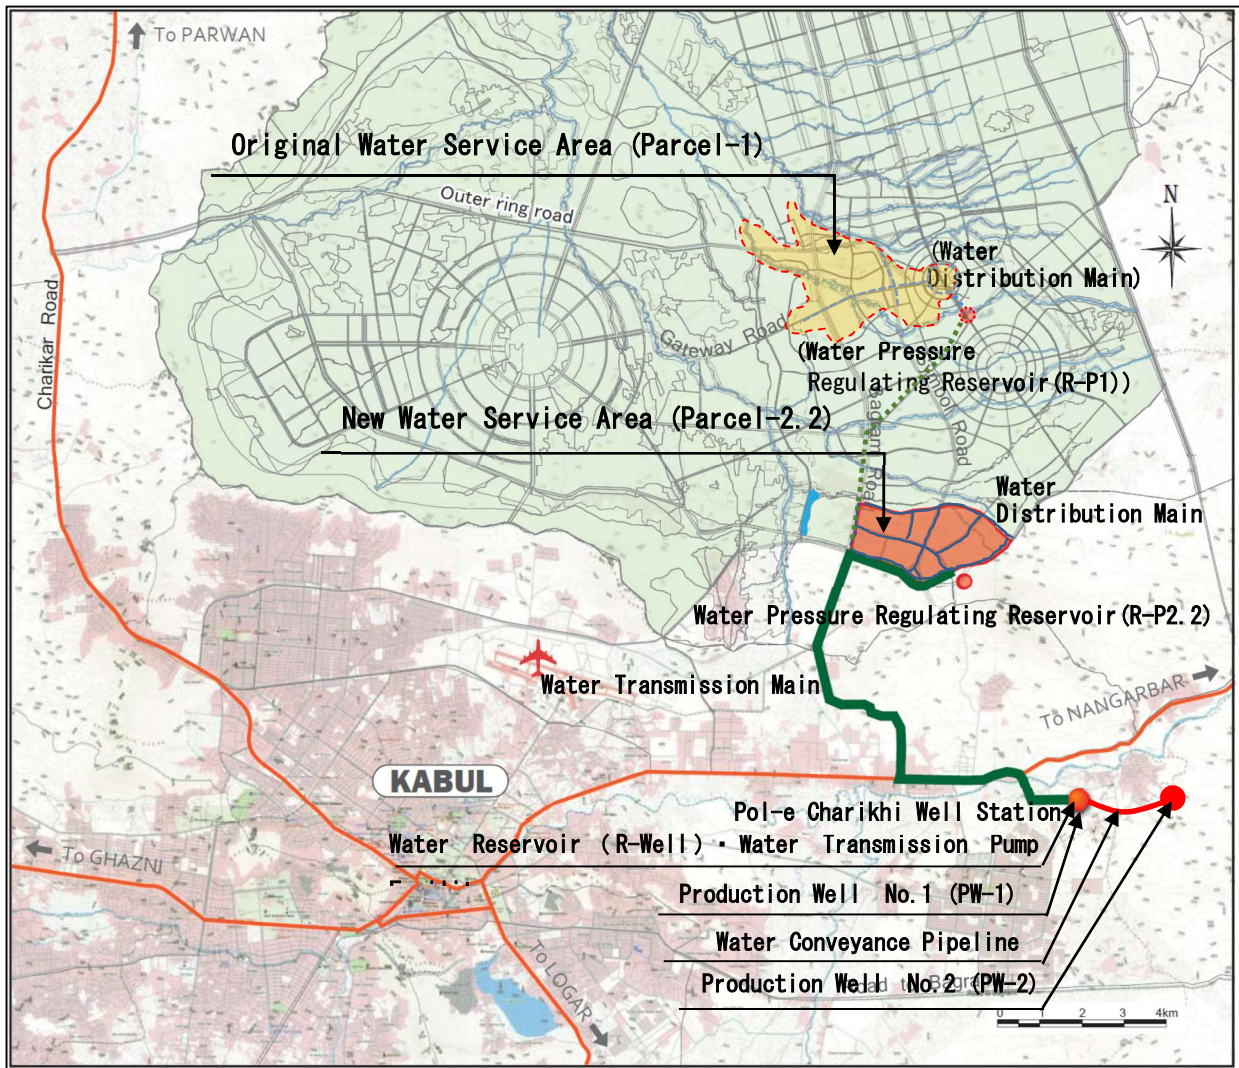 To PARWAN
Original Water Service Area (Parcel-1)
Outer ring road
N
(Water
Distribution Main)
Charikar Road
Gateway Road
(Water Pressure
Regulating Reservoir(R-P1))
New Water Service Area (Parcel-2.2)
Road
Water
Distribution Main
Water Pressure Regulating Reservoir(R-P2.2)
Water Transmission Main
To NANGARBAR
KABUL
Pol-e Charikhi Well Station
Water Reservoir (R-Well)・Water Transmission Pump
To GHAZNI
Production Well No.1 (PW-1)
Water Conveyance Pipeline
To LOGAR
Production Well No.2 (PW-2)
0 1 2 3 4km